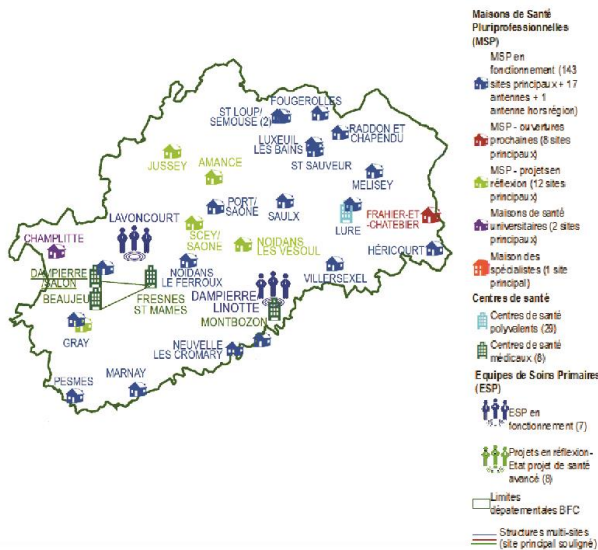 FOUGEROLLES
ST LOUP/
SEMOUSE (2)
RADDON ET
CHAPENDU
LUXEUIL
LES BAINS
ST SAUVEUR
JUSSEY
AMANCE
MELISEY
PORT/
SAONE
SAULX
LURE
FRAHIER-ET
-CHATEBIER
LAVONCOURT
SCEY/
SAONE
NOIDANS
LES VESOUL
HÉRICOURT
CHAMPLITTE
DAMPIERRE
SALON
NOIDANS
LE FERROUX
VILLERSEXEL
BEAUJEU
FRESNES
ST MAMES
DAMPIERRE
LINOTTE
MONTBOZON
GRAY
NEUVELLE
LES CROMARY
MARNAY
PESMES
Maisons de Santé
Pluriprofessionnelles
(MSP)
MSP en
fonctionnement (143
sites principaux + 17
antennes + 1
antenne hors région)
MSP - ouvertures
prochaines (8 sites
principaux)
MSP - projets en
réflexion (12 sites
principaux)
Maisons de santé
universitaires (2 sites
principaux)
Maison des
spécialistes (1 site
principal)
Centres de santé
Centres de santé
polyvalents (29)
Centres de santé
médicaux (8)
Equipes de Soins Primaires
(ESP)
ESP en
fonctionnement (7)
Projets en réflexion-
Etat projet de santé
avancé (8)
Limites
dépatementales BFC
Structures multi-sites
(site principal souligné)